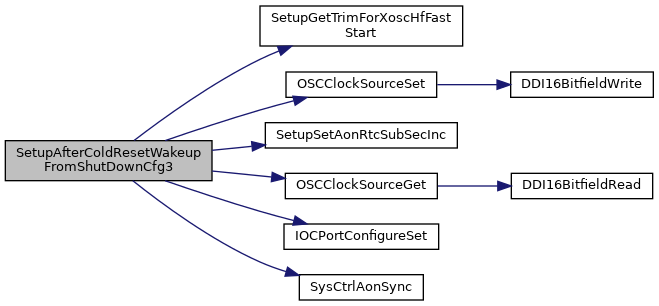 SetupGetTrimForXoscHfFast
Start
OSCClockSourceSet
DDI16BitfieldWrite
SetupSetAonRtcSubSecInc
SetupAfterColdResetWakeup
FromShutDownCfg3
OSCClockSourceGet
DDI16BitfieldRead
IOCPortConfigureSet
SysCtrlAonSync